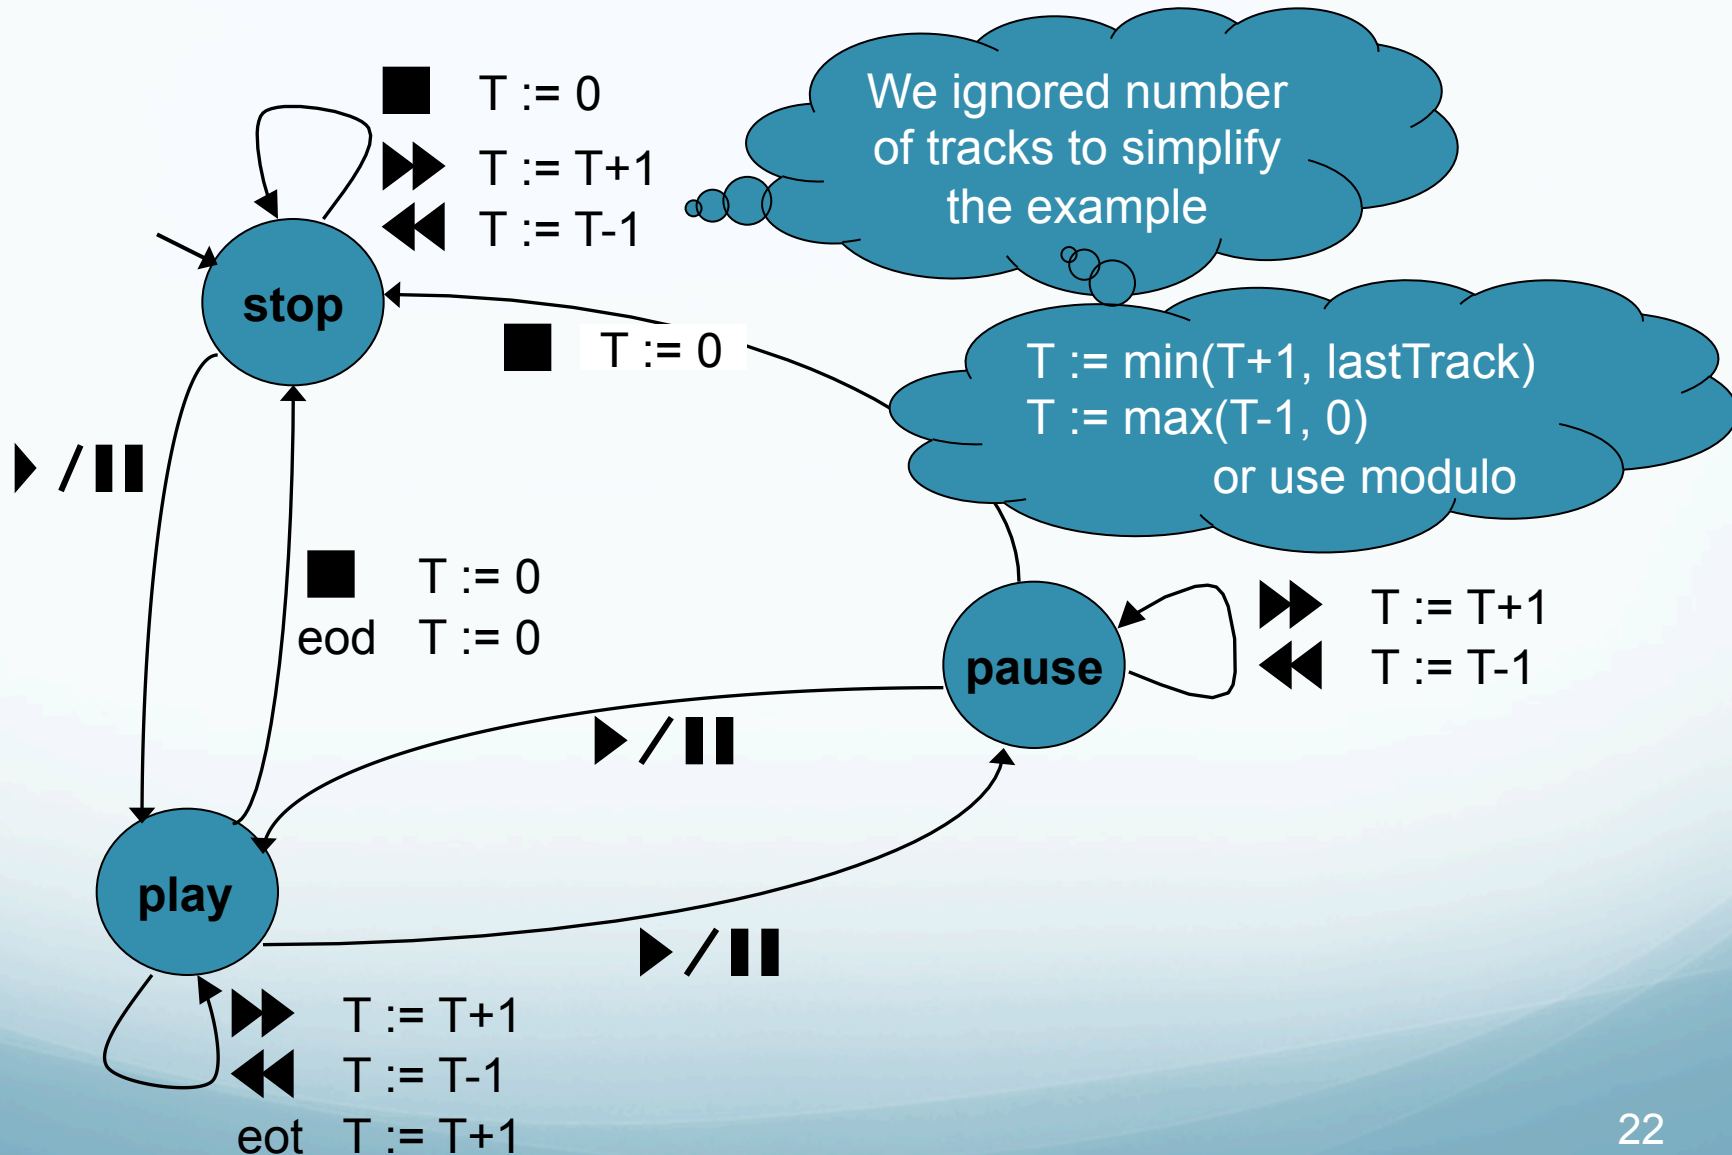 T := 0
T := T+1
T := T-1
We ignored number
of tracks to simplify
the example
stop
T := 0
T := min(T+1, lastTrack)
T := max(T-1, 0)
or use modulo
/
T := 0
eod T := 0
T := T+1
pause
T := T-1
/
play
/
T := T+1
T := T-1
eot T := T+1
22